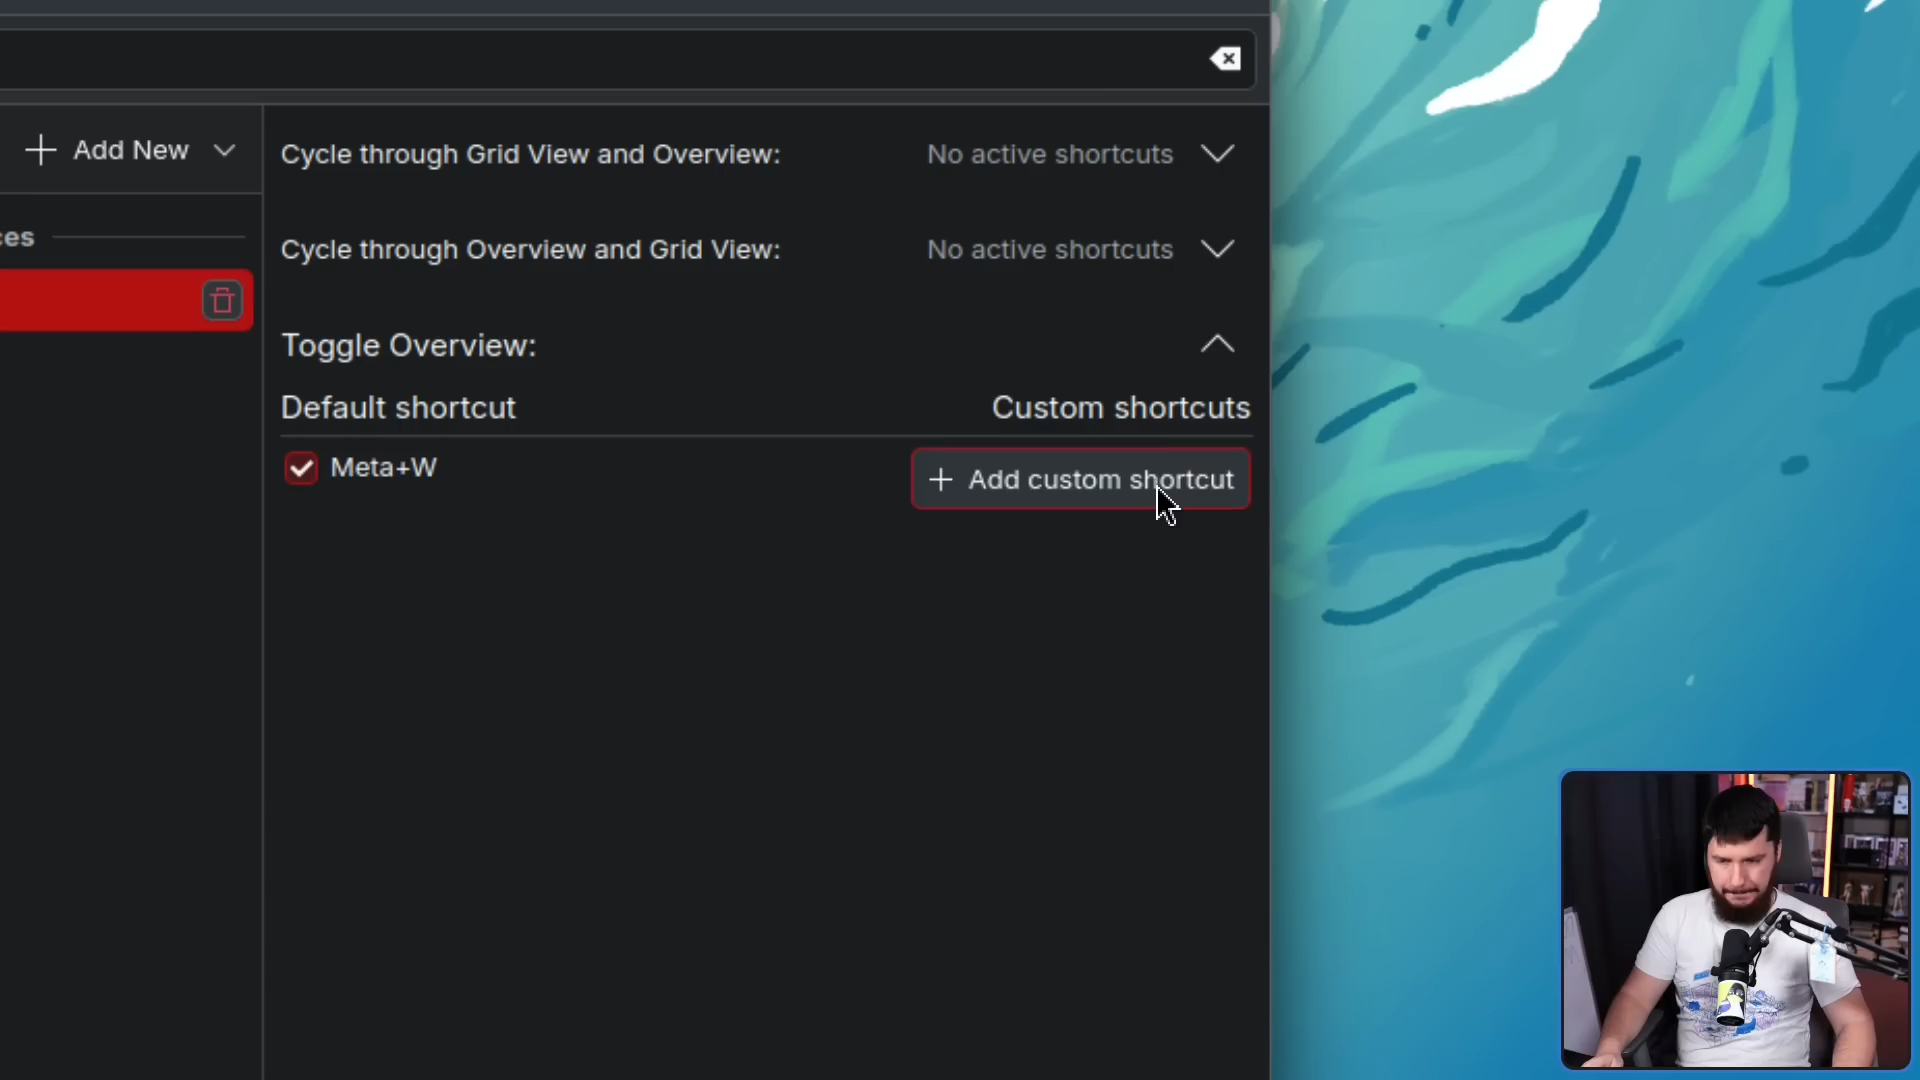 Add New
ces
Cycle through Grid View and Overview: No active shortcuts
Cycle through Overview and Grid View: No active shortcuts
Toggle Overview:
Default shortcut Custom shortcuts
Meta+W Add custom shortcut